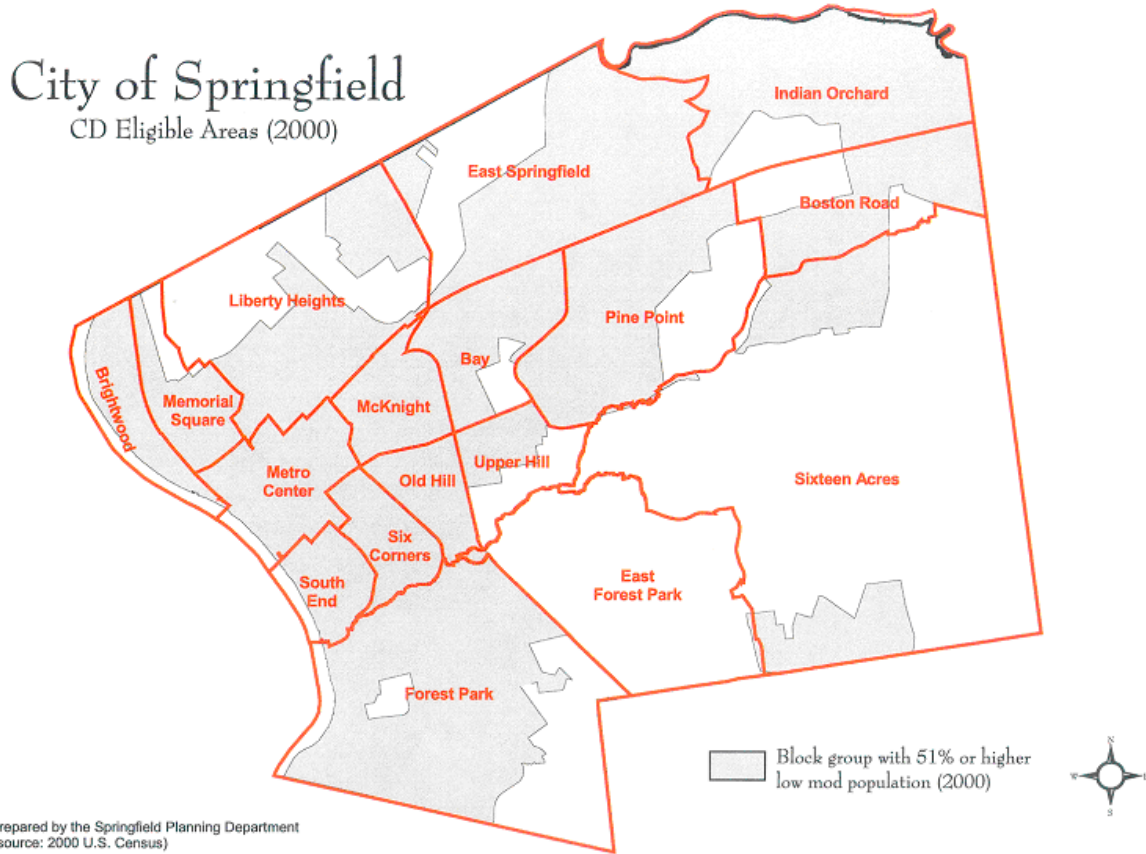 City of Springfield
CD Eligible Areas (2000)
Indian Orchard
East Springfield
Boston Road
Liberty Heights
Pine Point
Bay
Brightwood
Memorial
Square
McKnight
Metro
Center
Old Hill
Upper Hill
Sixteen Acres
Six
Corners
South
End
East
Forest Park
Forest Park
Block group with 51% or higher
low mod population (2000)
N
W
S
repared by the Springfield Planning Department
source: 2000 U.S. Census)